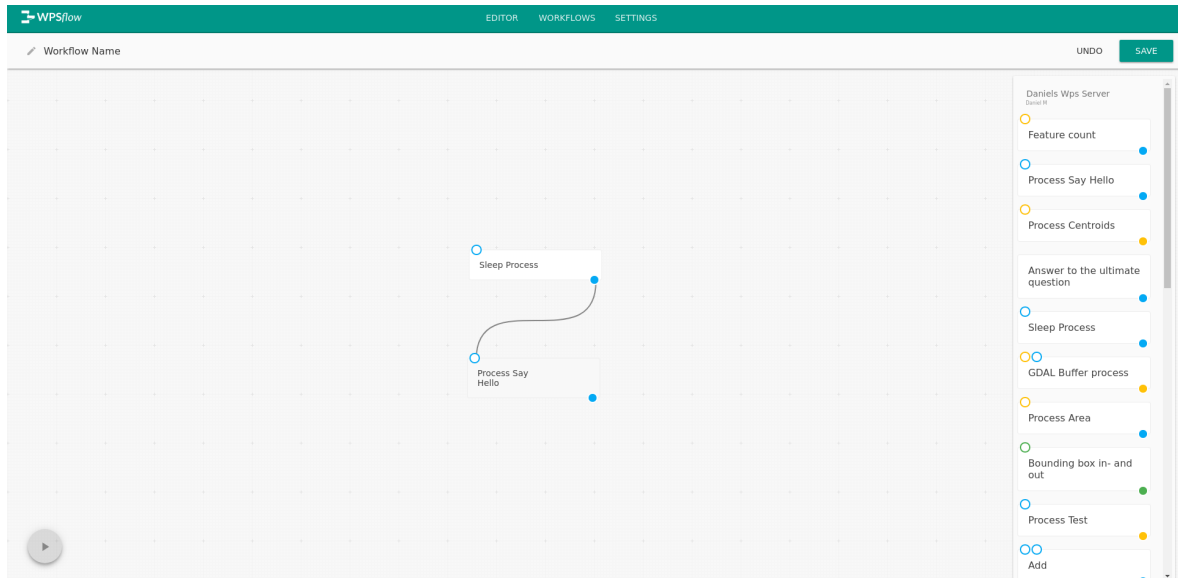 WPSflow
EDITOR WORKFLOWS SETTINGS
Workflow Name
UNDO
SAVE
Sleep Process
Process Say
Hello
Daniels Wps Server
Daniel M
Feature count
Process Say Hello
Process Centroids
Answer to the ultimate
question
Sleep Process
GDAL Buffer process
Process Area
Bounding box in- and
out
Process Test
Add